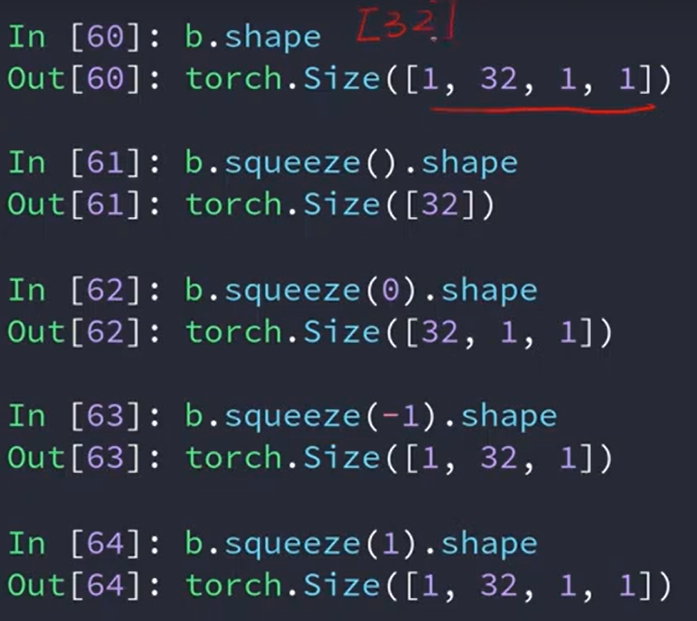 [32]
In [60]: b.shape
Out[60]: torch.Size([1, 32, 1, 1])
In [61]: b.squeeze().shape
Out[61]: torch.Size([32])
In [62]: b.squeeze(0).shape
Out[62]: torch.Size([32, 1, 1])
In [63]: b.squeeze(-1).shape
Out[63]: torch.Size([1, 32, 1])
In [64]: b.squeeze(1).shape
Out[64]: torch.Size([1, 32, 1, 1])